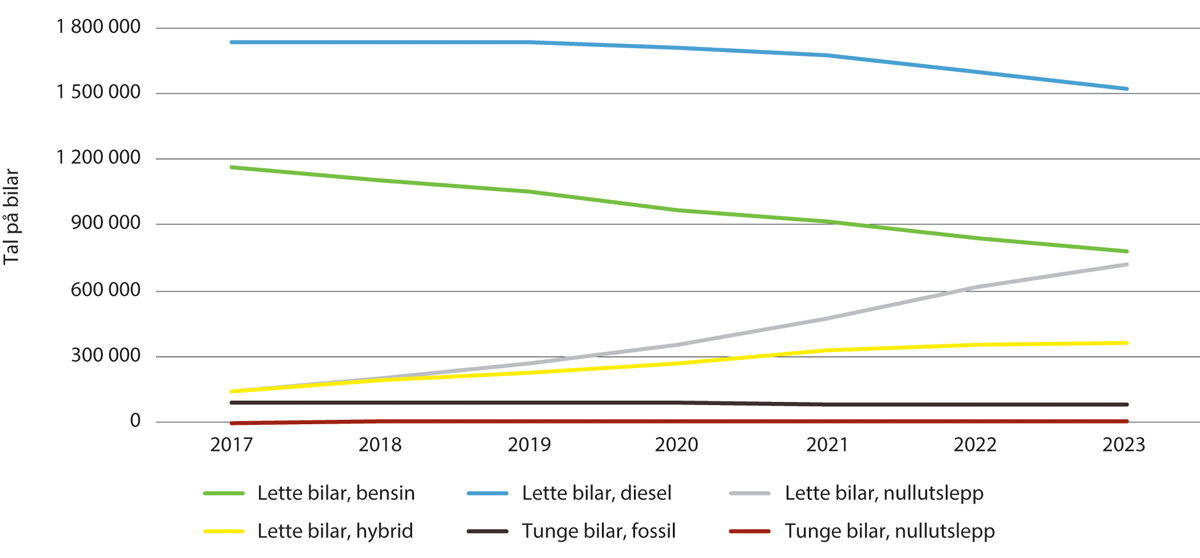 Tal på bilar
1 800 000
1 500 000
1 200 000
900 000
600 000
300 000
0
2017 2018 2019 2020 2021 2022 2023
Lette bilar, bensin Lette bilar, diesel Lette bilar, nullutslepp
Lette bilar, hybrid Tunge bilar, fossil Tunge bilar, nullutslepp